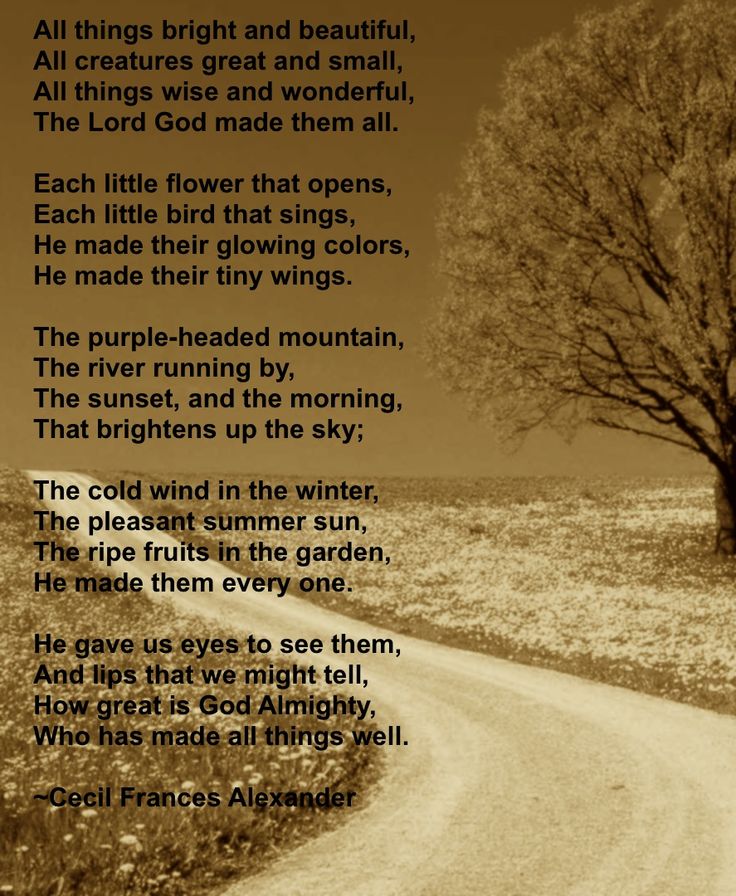 All things bright and beautiful,
All creatures great and small,
All things wise and wonderful,
The Lord God made them all.

Each little flower that opens,
Each little bird that sings,
He made their glowing colors,
He made their tiny wings.

The purple-headed mountain,
The river running by,
The sunset, and the morning,
That brightens up the sky;

The cold wind in the winter,
The pleasant summer sun,
The ripe fruits in the garden,
He made them every one.

He gave us eyes to see them,
And lips that we might tell,
How great is God Almighty,
Who has made all things well.

~Cecil Frances Alexander